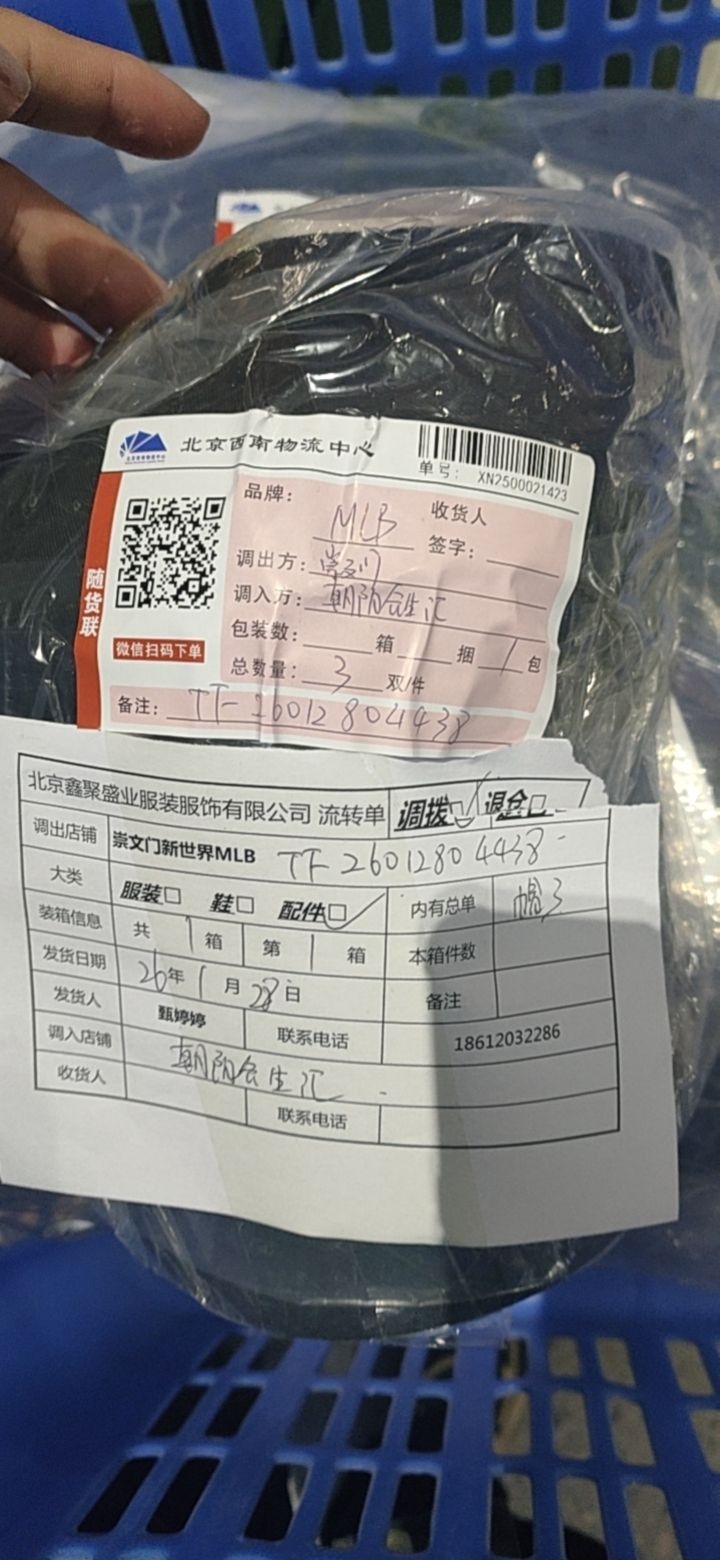 北京西南物流中心
单号: XN2500021423
随货联
微信扫码下单
品牌: MLB
收货人
签字:
调出方: 崇文门
调入方: 朝阳合生汇
包装数: 箱 捆 1 包
总数量: 3 双/件
备注: TF-26012804438
北京鑫聚盛业服装服饰有限公司 流转单 调拨☑ 退仓☐
调出店铺 崇文门新世界MLB TF 26012804438
大类 服装☐ 鞋☐ 配件☑ 内有总单 帽3
装箱信息 共 1 箱 第 1 箱 本箱件数
发货日期 26年1月28日 备注
发货人 甄婷婷 联系电话 18612032286
调入店铺 朝阳合生汇
收货人 联系电话